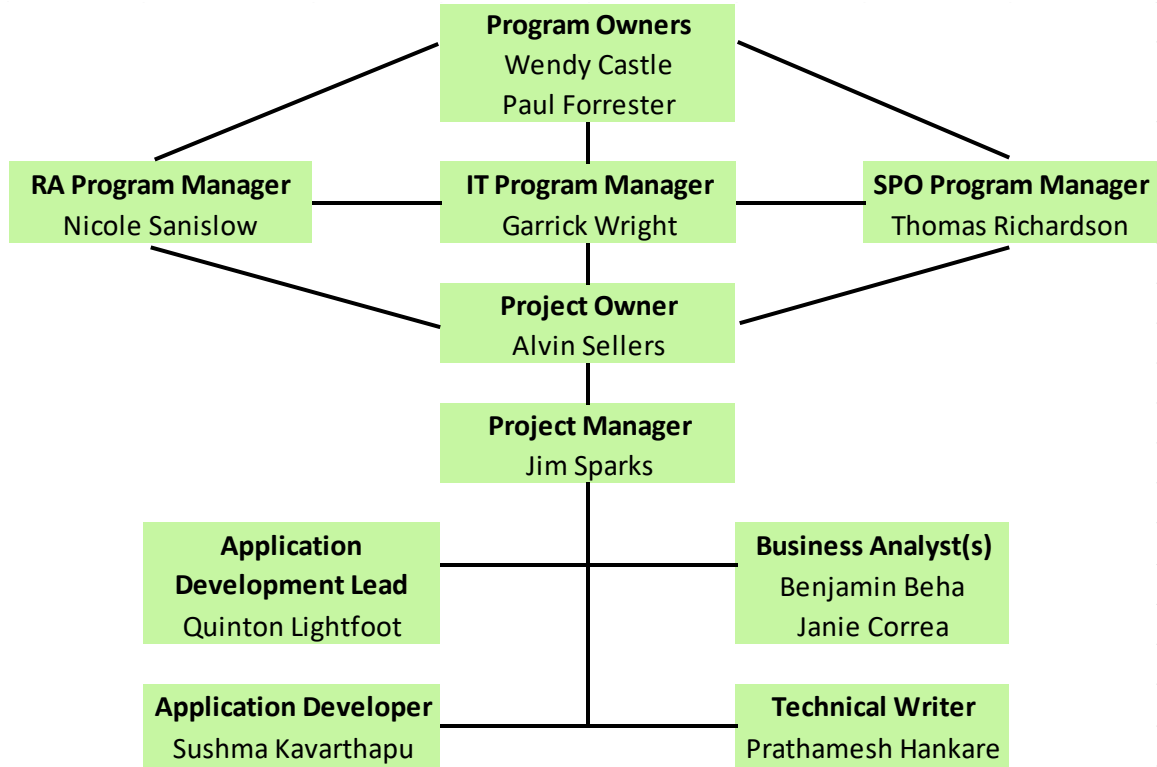 Program Owners
Wendy Castle
Paul Forrester
RA Program Manager
Nicole Sanislow
IT Program Manager
Garrick Wright
SPO Program Manager
Thomas Richardson
Project Owner
Alvin Sellers
Project Manager
Jim Sparks
Application
Development Lead
Quinton Lightfoot
Business Analyst(s)
Benjamin Beha
Janie Correa
Application Developer
Sushma Kavarthapu
Technical Writer
Prathamesh Hankare